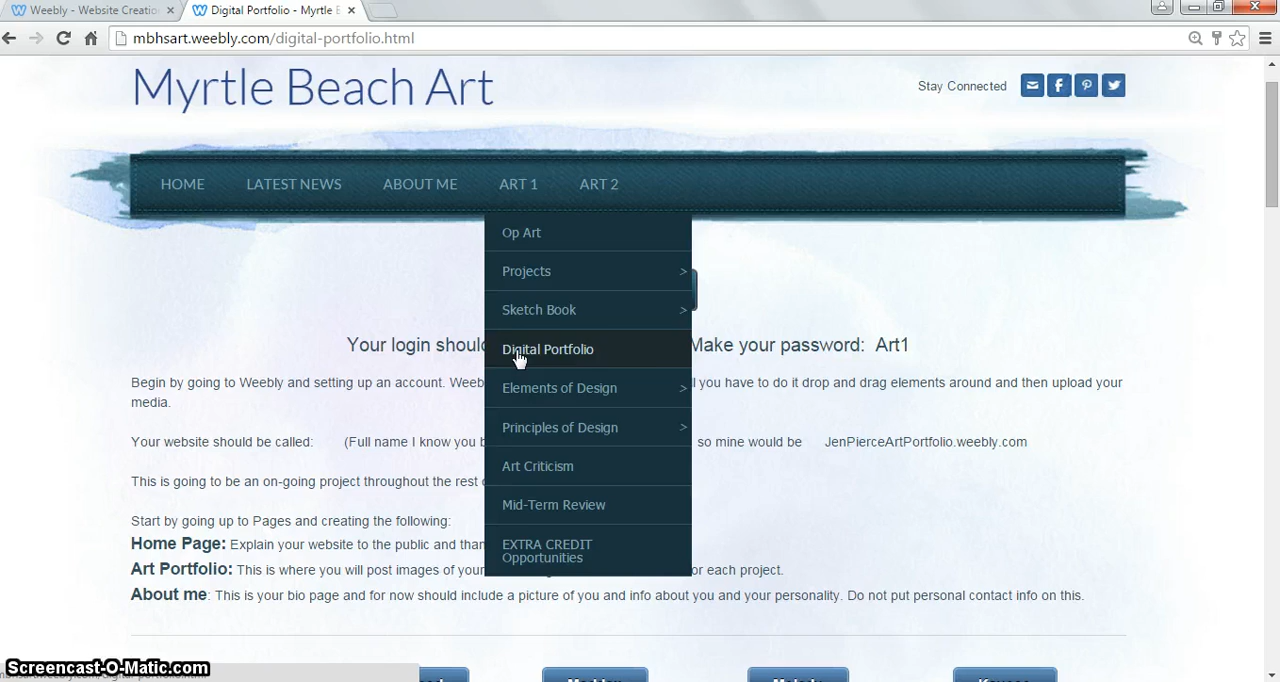 Weebly - Website Creatio
Digital Portfolio - Myrtle B
mbhsart.weebly.com/digital-portfolio.html
Myrtle Beach Art
Stay Connected
HOME LATEST NEWS ABOUT ME ART 1 ART 2
Op Art
Projects >
Sketch Book >
Digital Portfolio
Elements of Design >
Principles of Design >
Art Criticism
Mid-Term Review
EXTRA CREDIT
Opportunities
Your login shoul Make your password: Art1
Begin by going to Weebly and setting up an account. Weeb l you have to do it drop and drag elements around and then upload your
media.
Your website should be called: (Full name I know you b so mine would be JenPierceArtPortfolio.weebly.com
This is going to be an on-going project throughout the rest
Start by going up to Pages and creating the following:
Home Page: Explain your website to the public and than
Art Portfolio: This is where you will post images of your or each project.
About me: This is your bio page and for now should include a picture of you and info about you and your personality. Do not put personal contact info on this.
Screencast-O-Matic.com